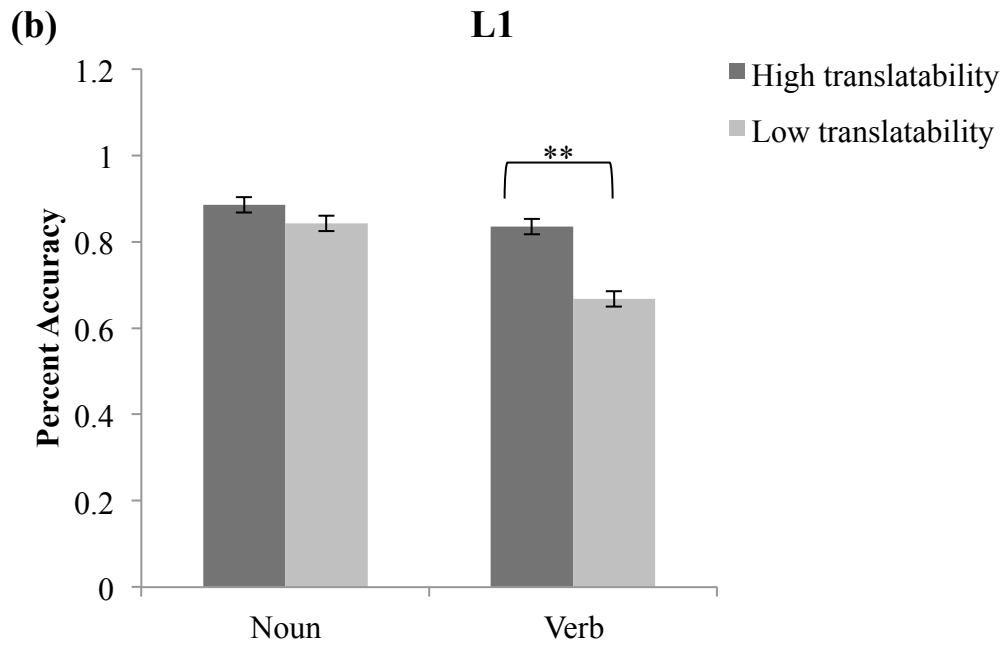 (b)
L1
High translatability
Low translatability
Percent Accuracy
1.2
1
0.8
0.6
0.4
0.2
0
**
Noun
Verb